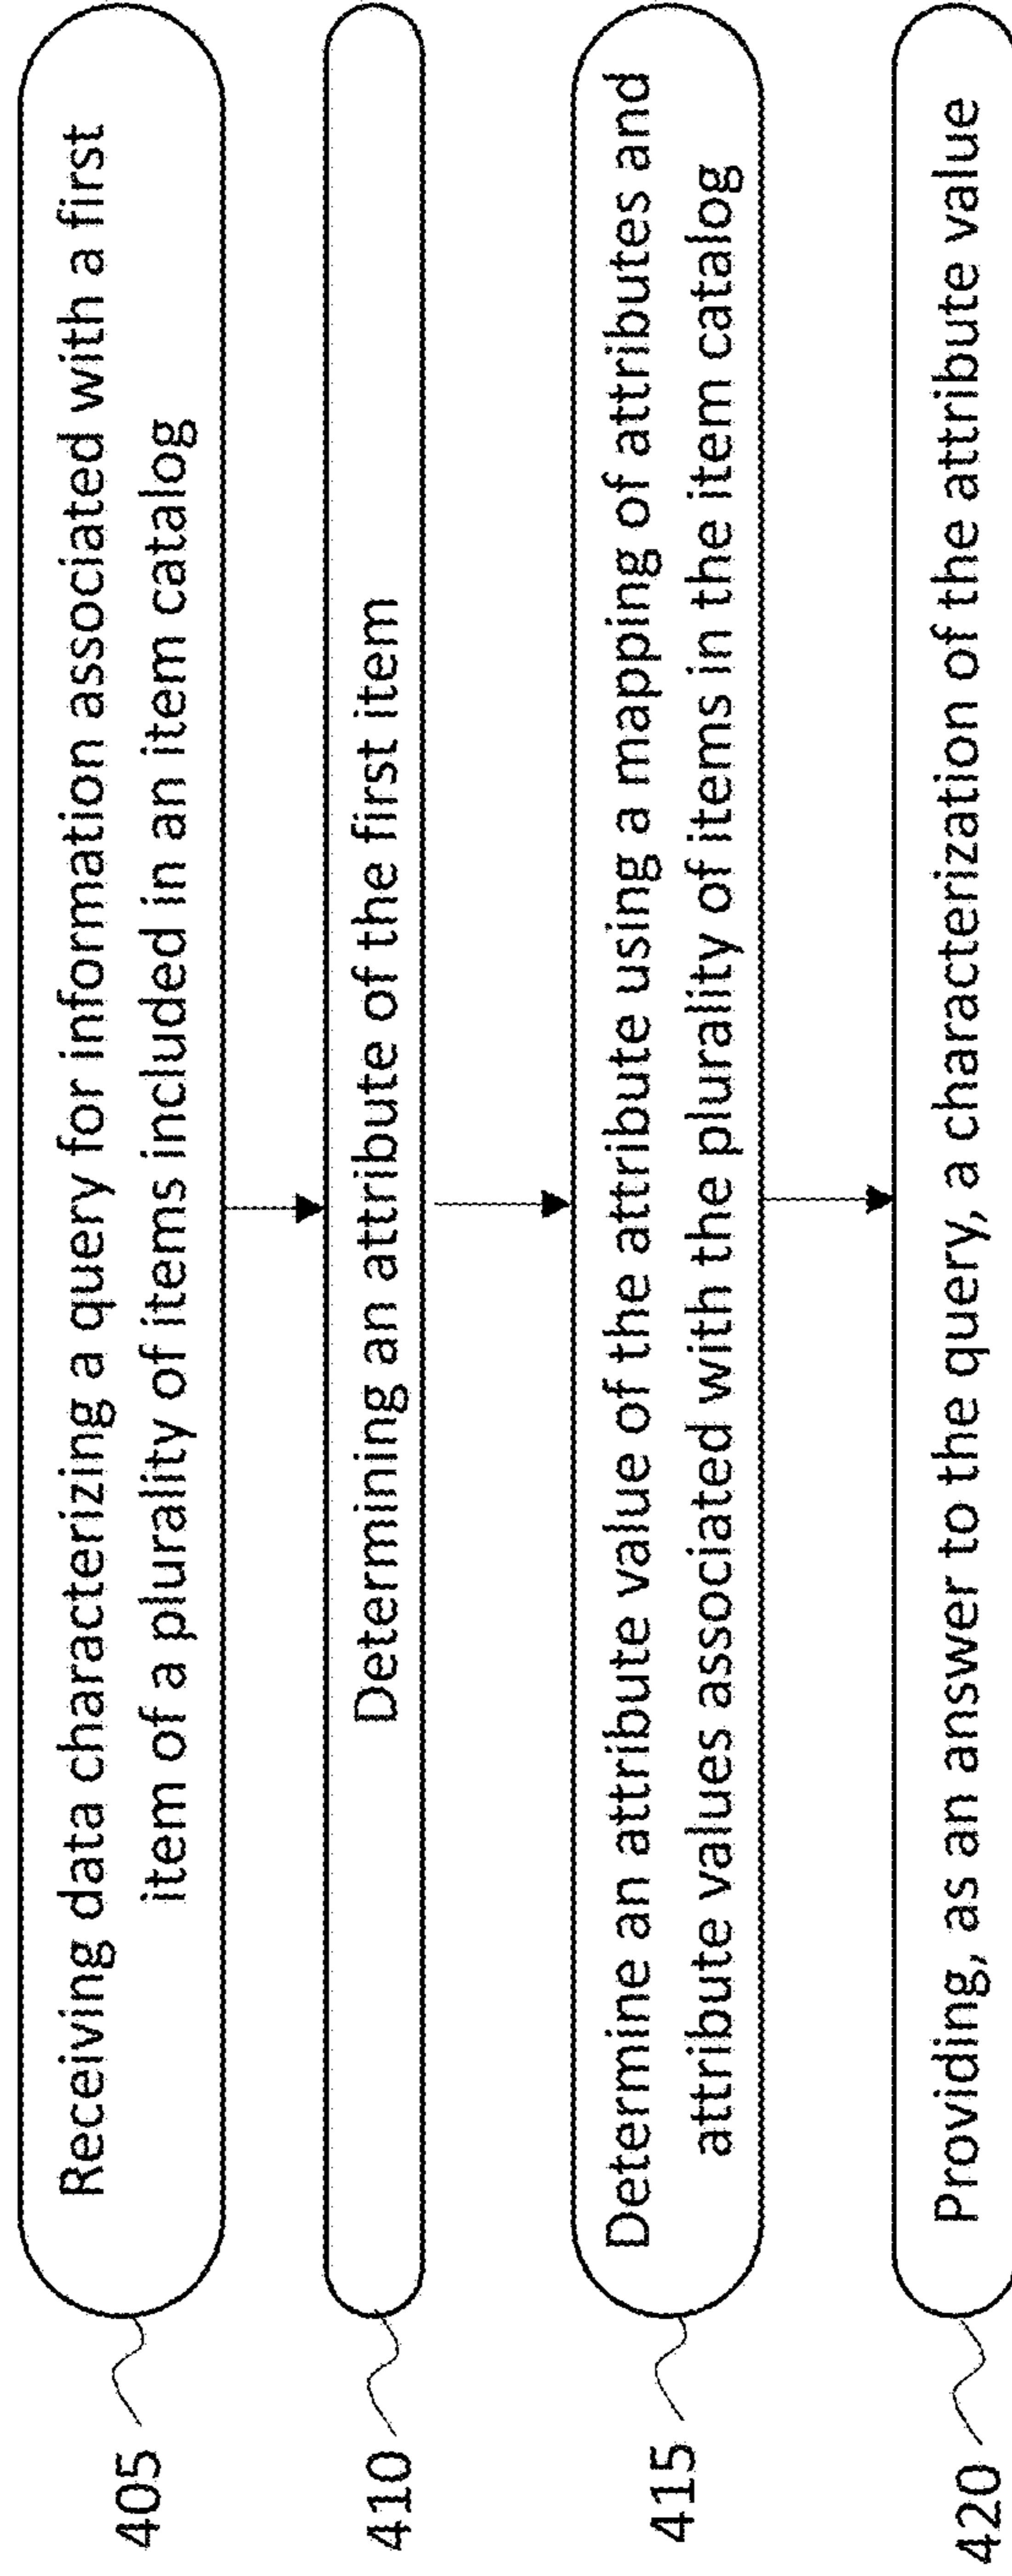 405
Receiving data characterizing a query for information associated with a first
item of a plurality of items included in an item catalog
410
Determining an attribute of the first item
415
Determine an attribute value of the attribute using a mapping of attributes and
attribute values associated with the plurality of items in the item catalog
420
Providing, as an answer to the query, a characterization of the attribute value